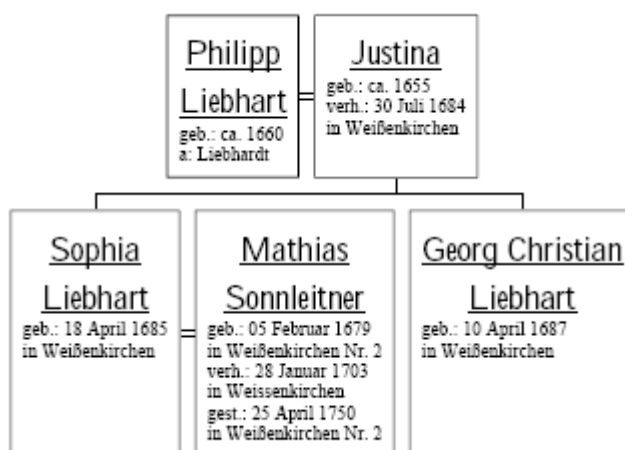 Philipp
Liebhart
geb.: ca. 1660
a: Liebhardt
Justina
geb.: ca. 1655
verh.: 30 Juli 1684
in Weißenkirchen
Sophia
Liebhart
geb.: 18 April 1685
in Weißenkirchen
Mathias
Sonnleitner
geb.: 05 Februar 1679
in Weißenkirchen Nr. 2
verh.: 28 Januar 1703
in Weissenkirchen
gest.: 25 April 1750
in Weißenkirchen Nr. 2
Georg Christian
Liebhart
geb.: 10 April 1687
in Weißenkirchen